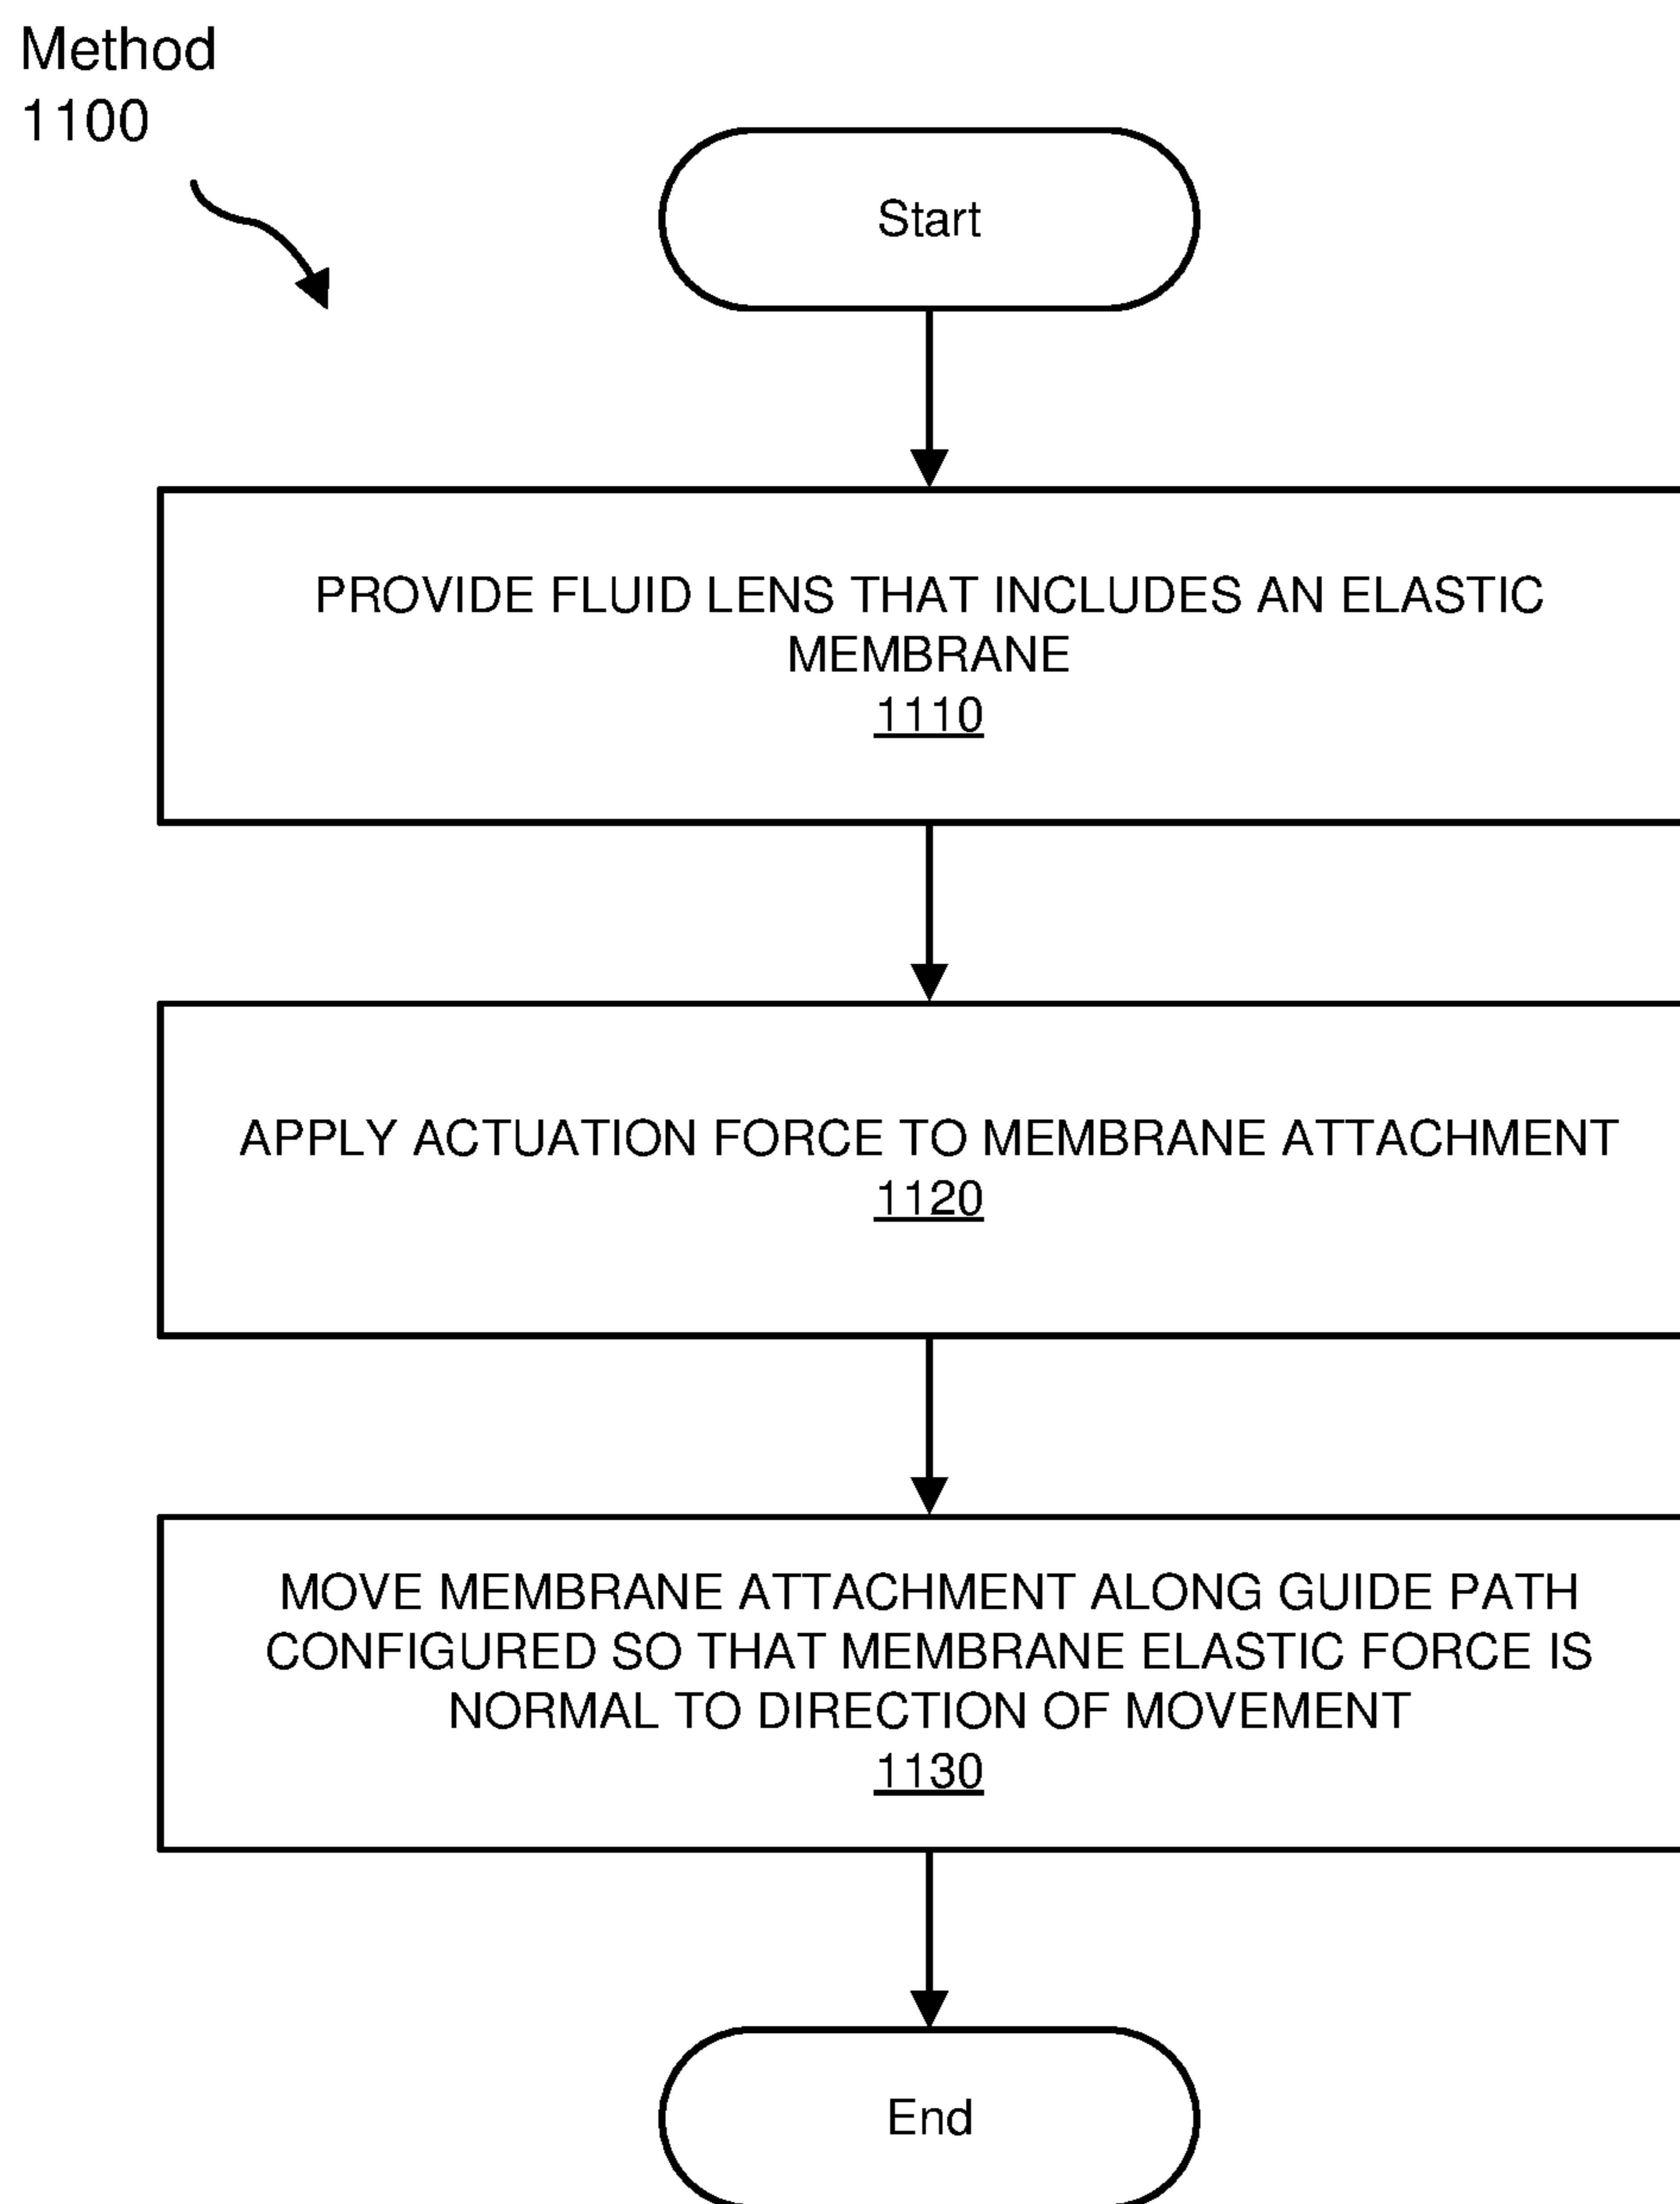 Method
1100
Start
PROVIDE FLUID LENS THAT INCLUDES AN ELASTIC
MEMBRANE
1110
APPLY ACTUATION FORCE TO MEMBRANE ATTACHMENT
1120
MOVE MEMBRANE ATTACHMENT ALONG GUIDE PATH
CONFIGURED SO THAT MEMBRANE ELASTIC FORCE IS
NORMAL TO DIRECTION OF MOVEMENT
1130
End